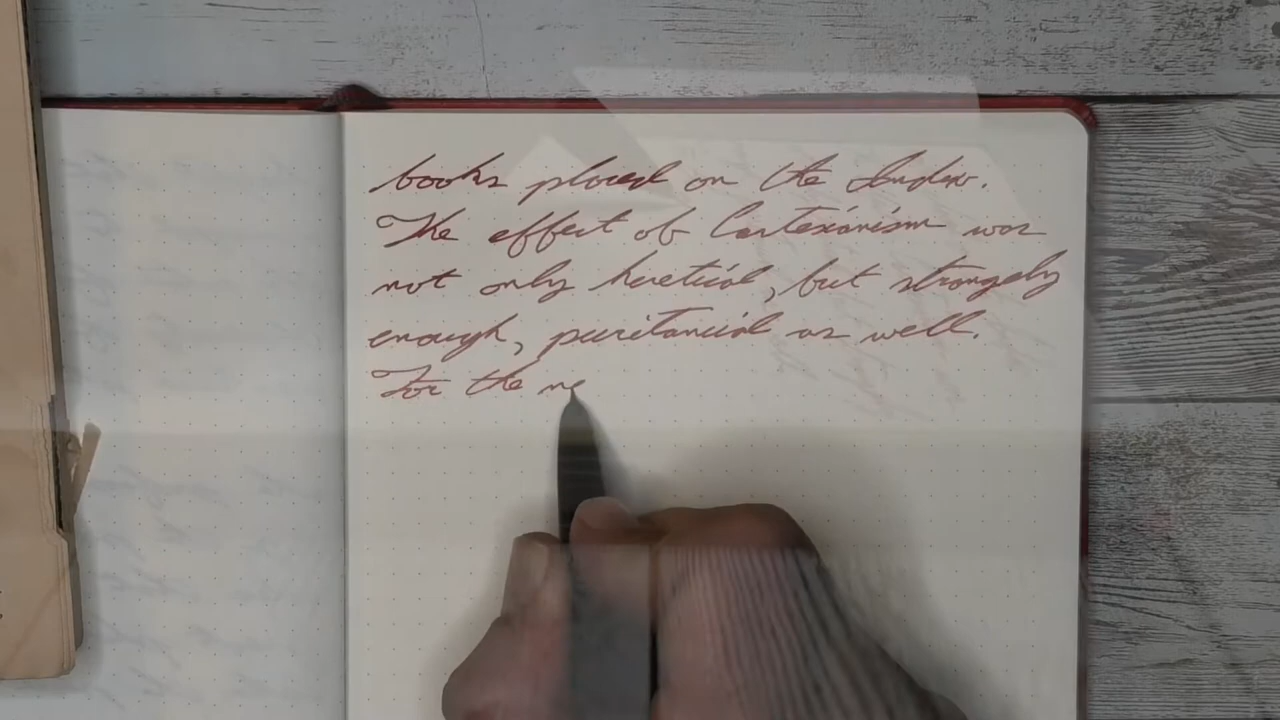 books placed on the Index.
The effect of Cartesianism was
not only heretical, but strangely
enough, puritanical as well.
For the ne